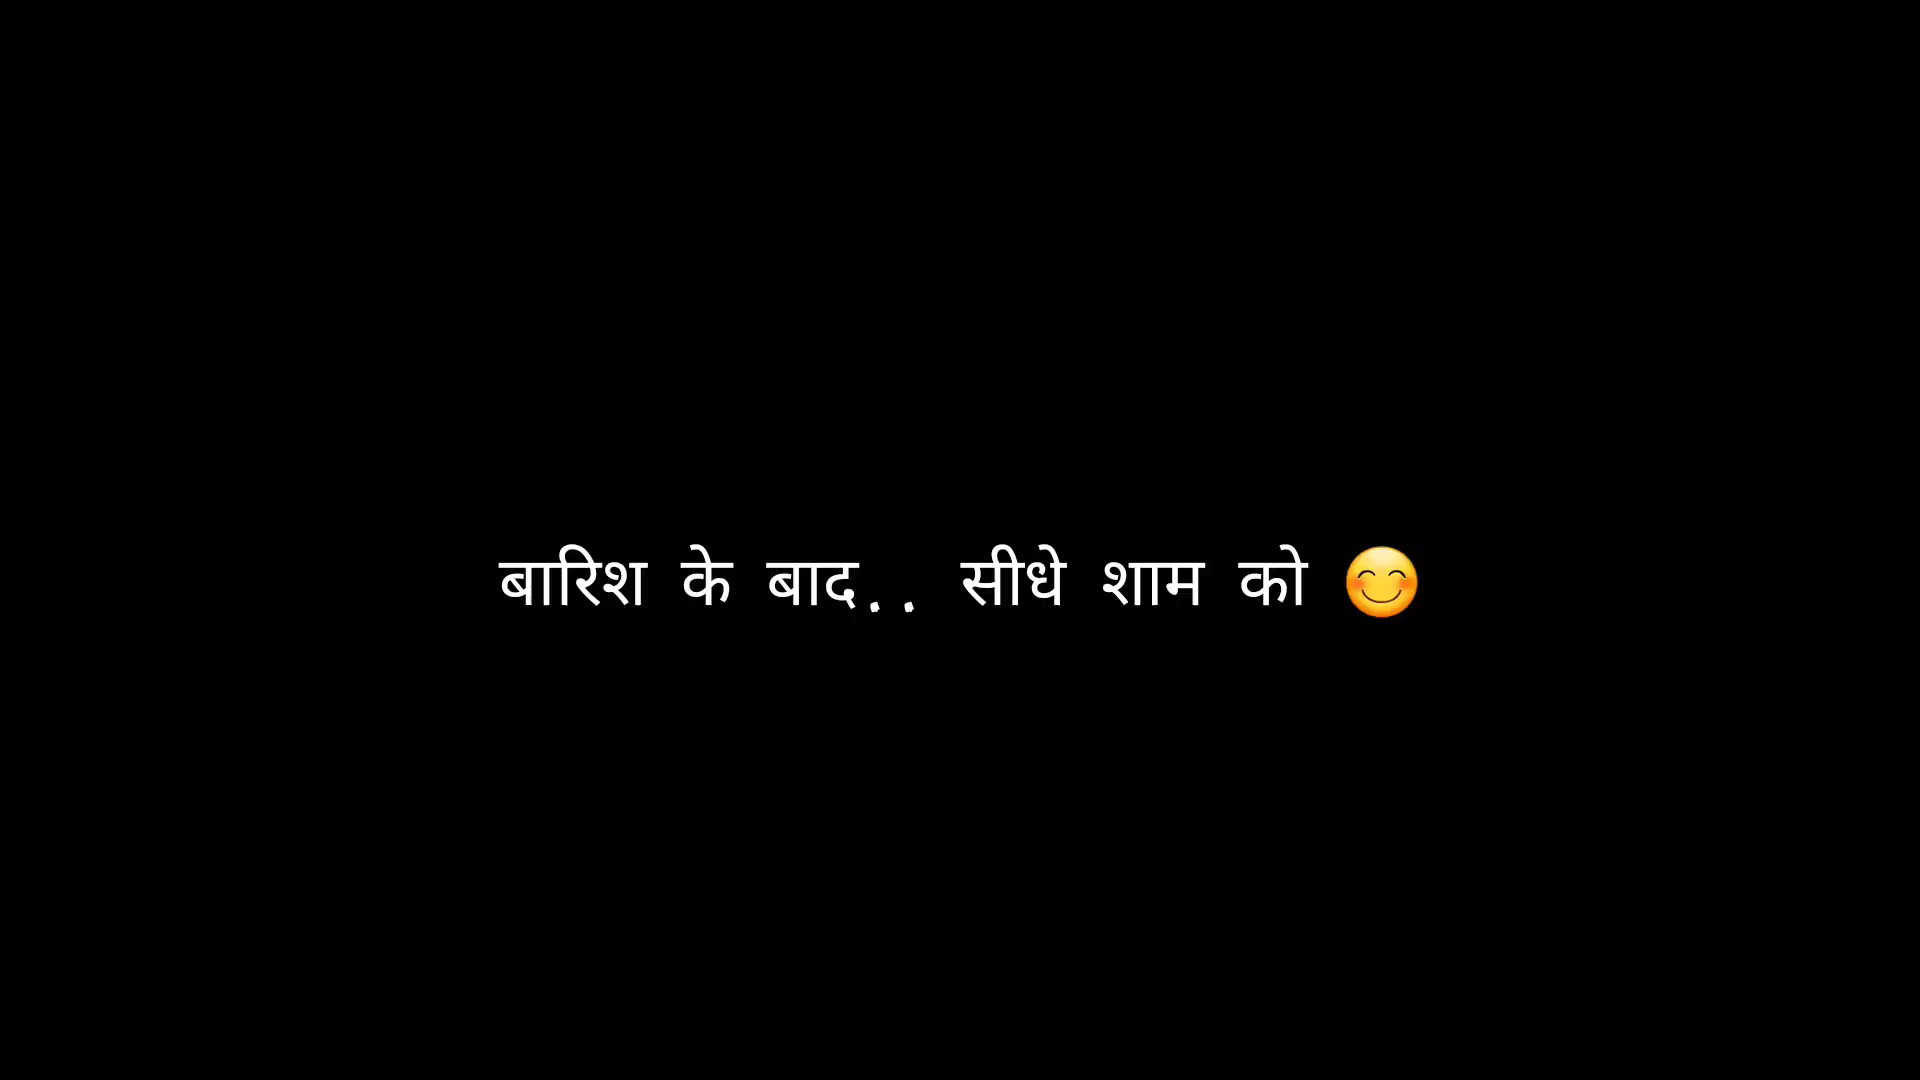 बारिश के बाद.. सीधे शाम को 😊